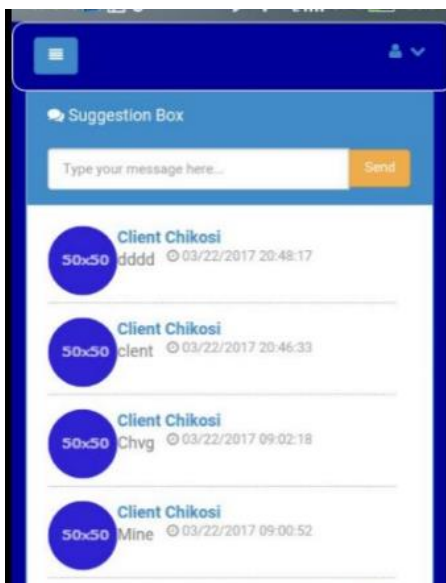 Suggestion Box
Type your message here...
Send
Client Chikosi
50x50
dddd 03/22/2017 20:48:17
Client Chikosi
50x50
clent 03/22/2017 20:46:33
Client Chikosi
50x50
Chvg 03/22/2017 09:02:18
Client Chikosi
50x50
Mine 03/22/2017 09:00:52